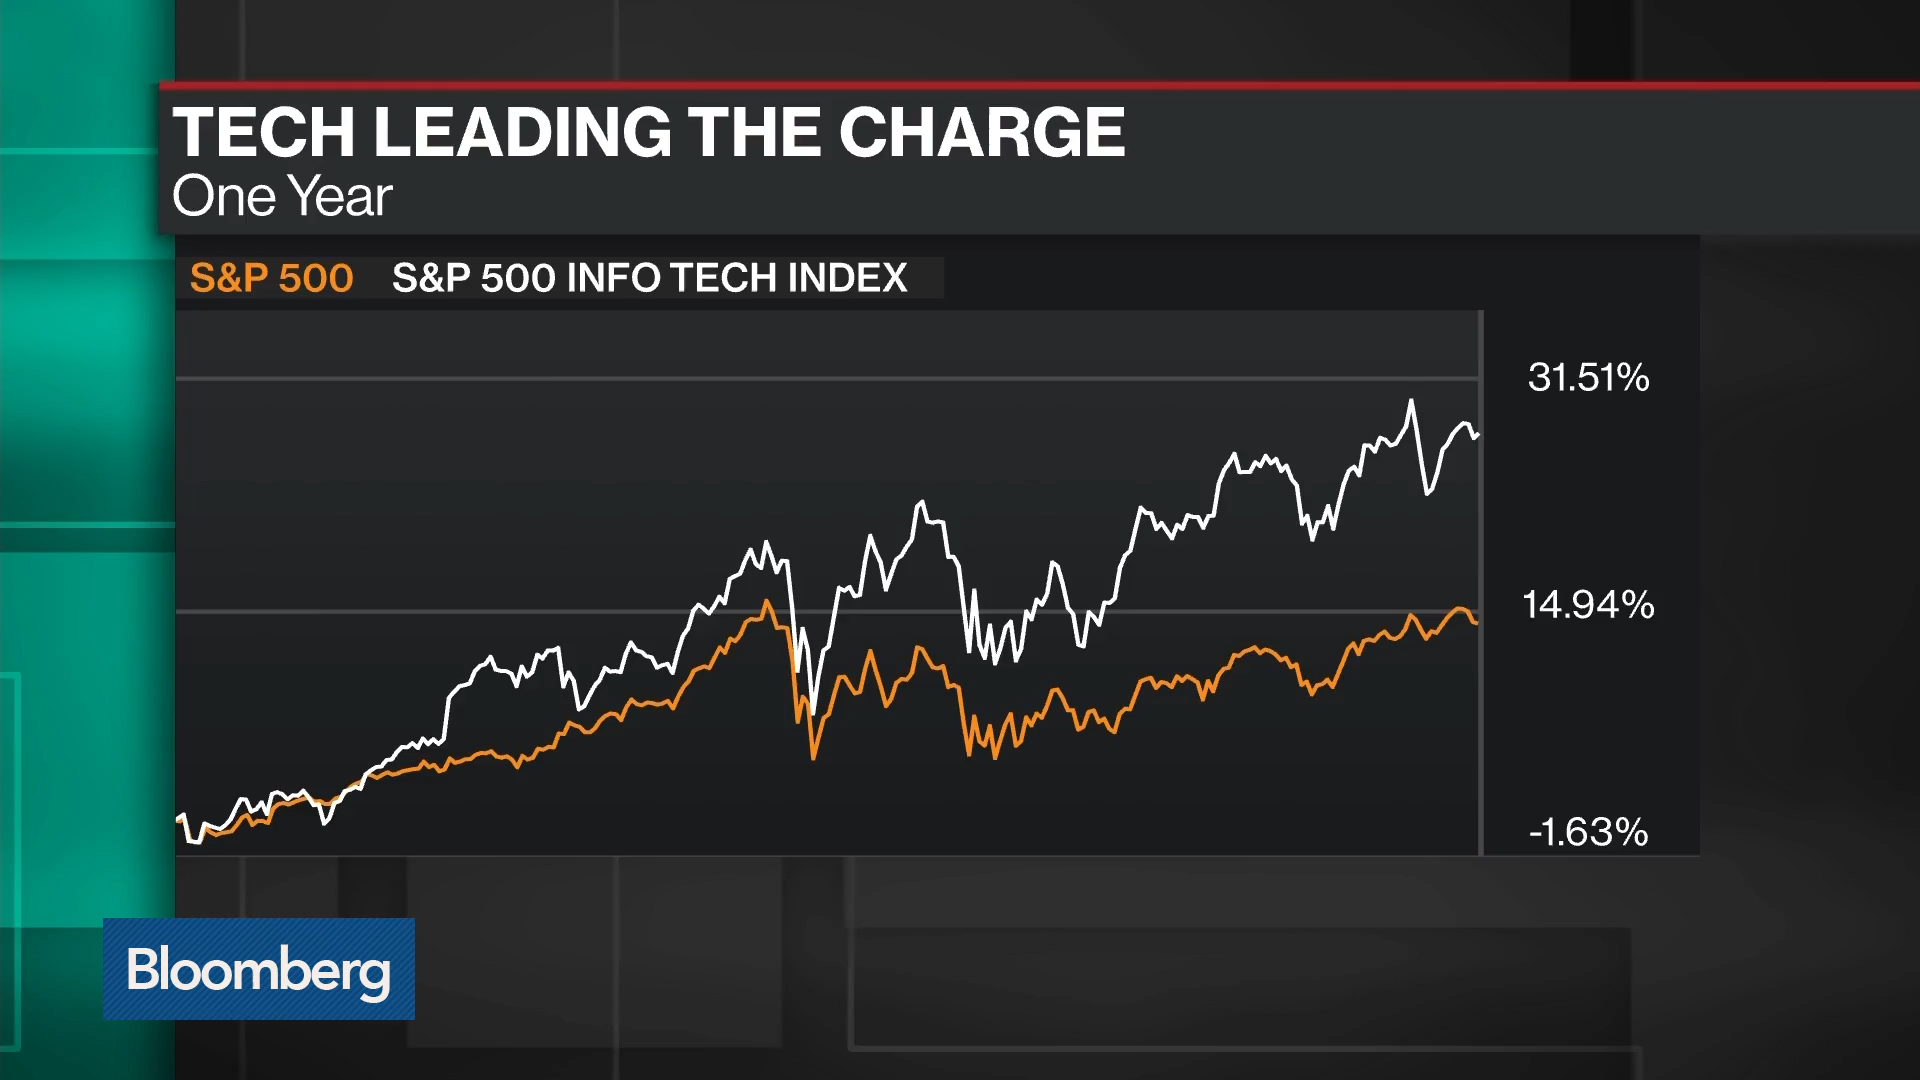 TECH LEADING THE CHARGE
One Year
S&P 500 S&P 500 INFO TECH INDEX
31.51%
14.94%
-1.63%
Bloomberg